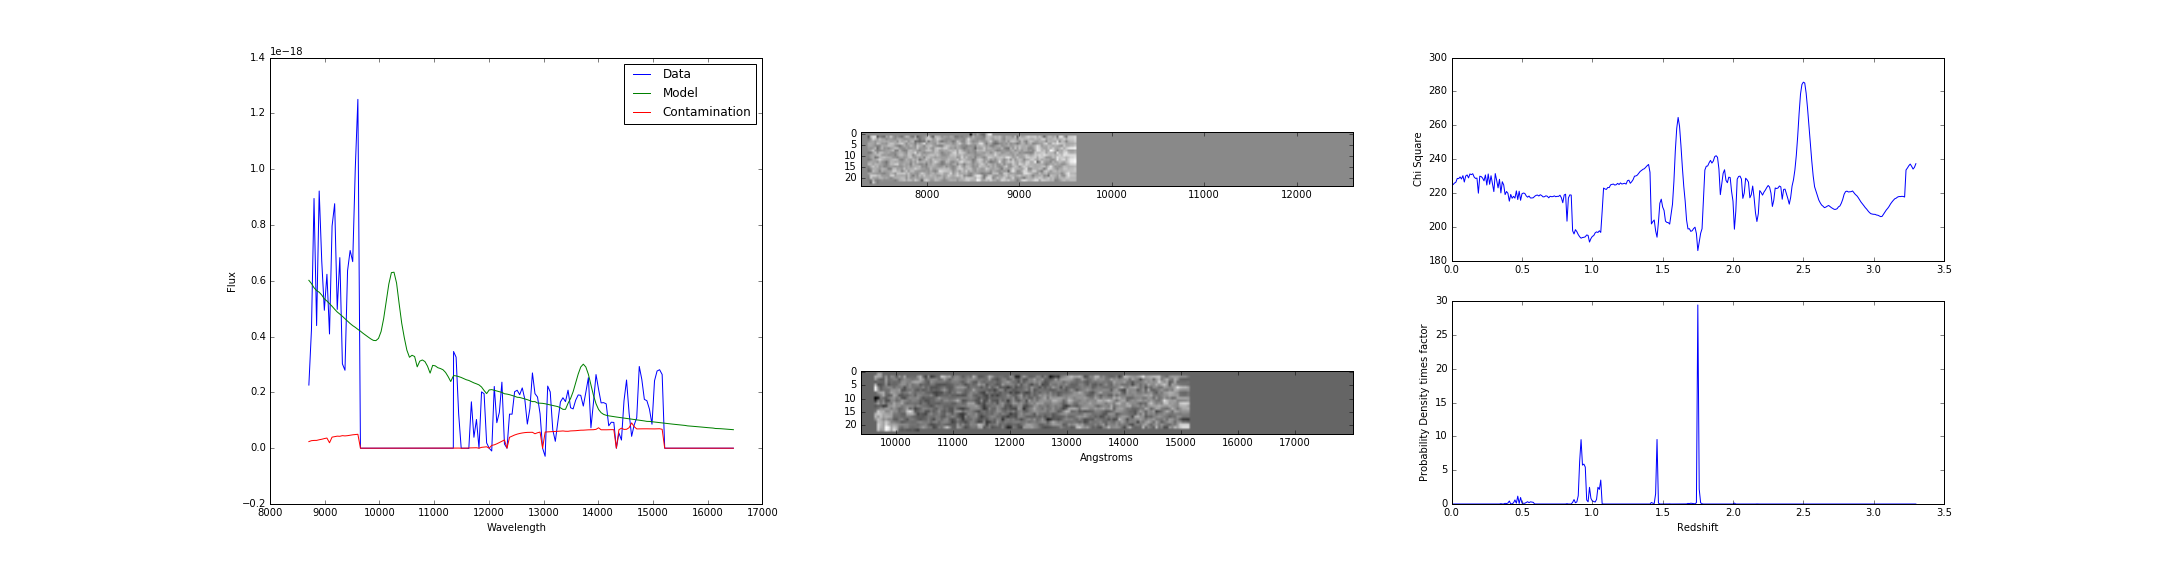 1e−18
1.4
1.2
1.0
0.8
0.6
0.4
0.2
0.0
−0.2
Flux
Data
Model
Contamination
8000 9000 10000 11000 12000 13000 14000 15000 16000 17000
Wavelength
0
5
10
15
20
8000 9000 10000 11000 12000
0
5
10
15
20
10000 11000 12000 13000 14000 15000 16000 17000
Angstroms
300
280
260
240
220
200
180
Chi Square
0.0 0.5 1.0 1.5 2.0 2.5 3.0 3.5
30
25
20
15
10
5
0
Probability Density times factor
0.0 0.5 1.0 1.5 2.0 2.5 3.0 3.5
Redshift